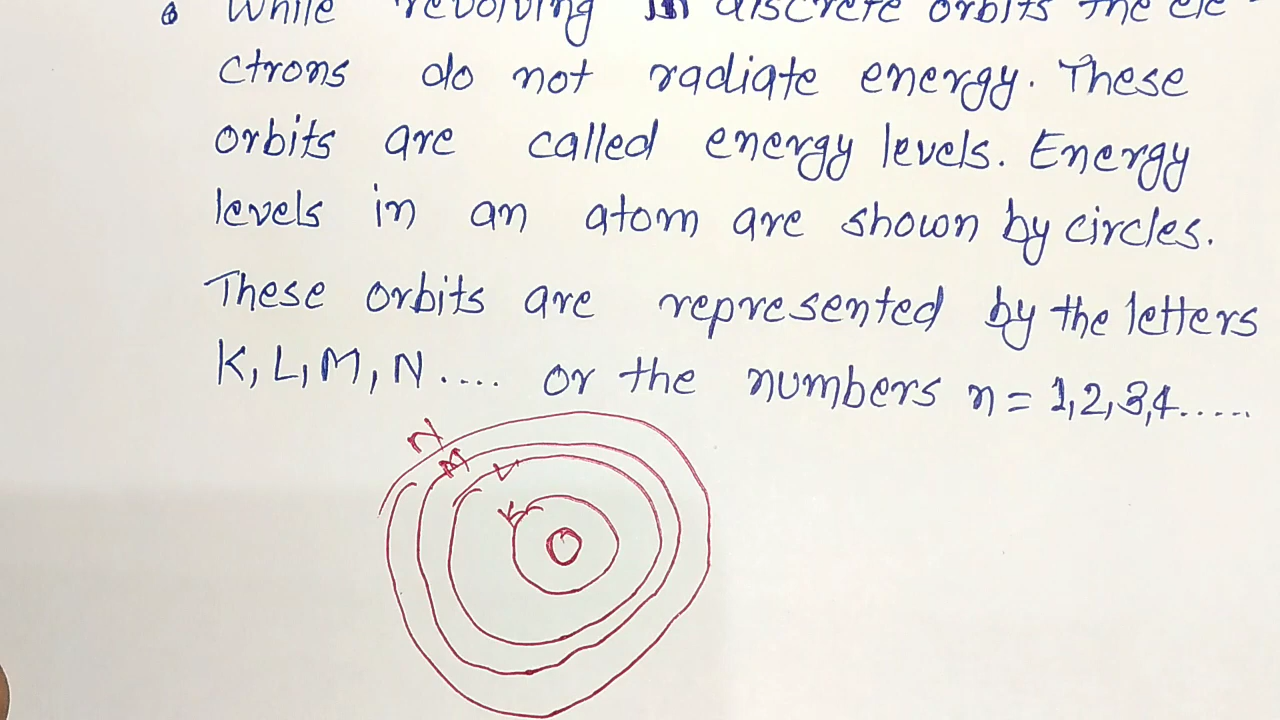 While revolving in discrete orbits the ele-
ctrons do not radiate energy. These
orbits are called energy levels. Energy
levels in an atom are shown by circles.
These orbits are represented by the letters
K, L, M, N.... or the numbers n = 1,2,3,4.....
N
M
L
K